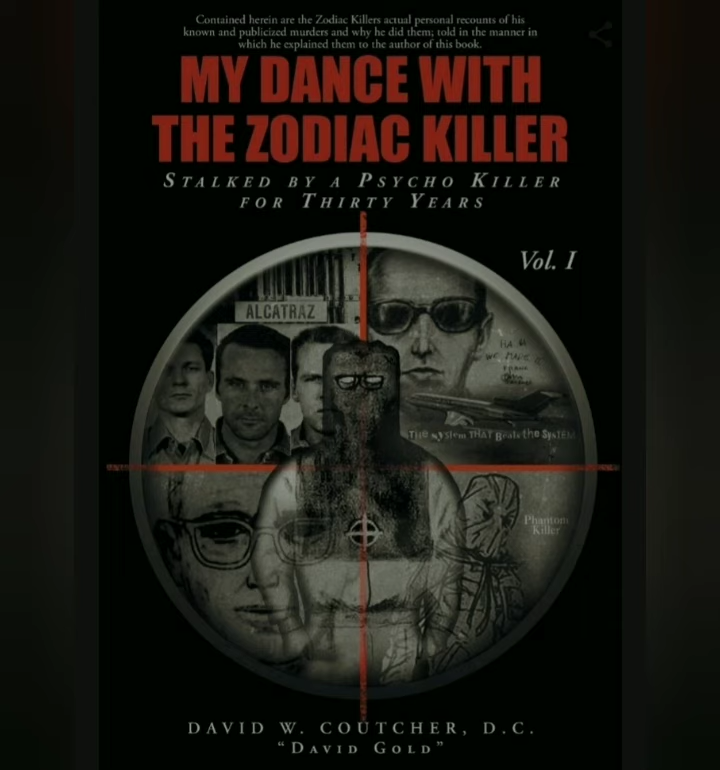 Contained herein are the Zodiac Killers actual personal recounts of his
known and publicized murders and why he did them; told in the manner in
which he explained them to the author of this book.
MY DANCE WITH
THE ZODIAC KILLER
STALKED BY A PSYCHO KILLER
FOR THIRTY YEARS
Vol. I
ALCATRAZ
The system THAT Beats the SySTEM
Phantom
Killer
DAVID W. COUTCHER, D.C.
"DAVID GOLD"